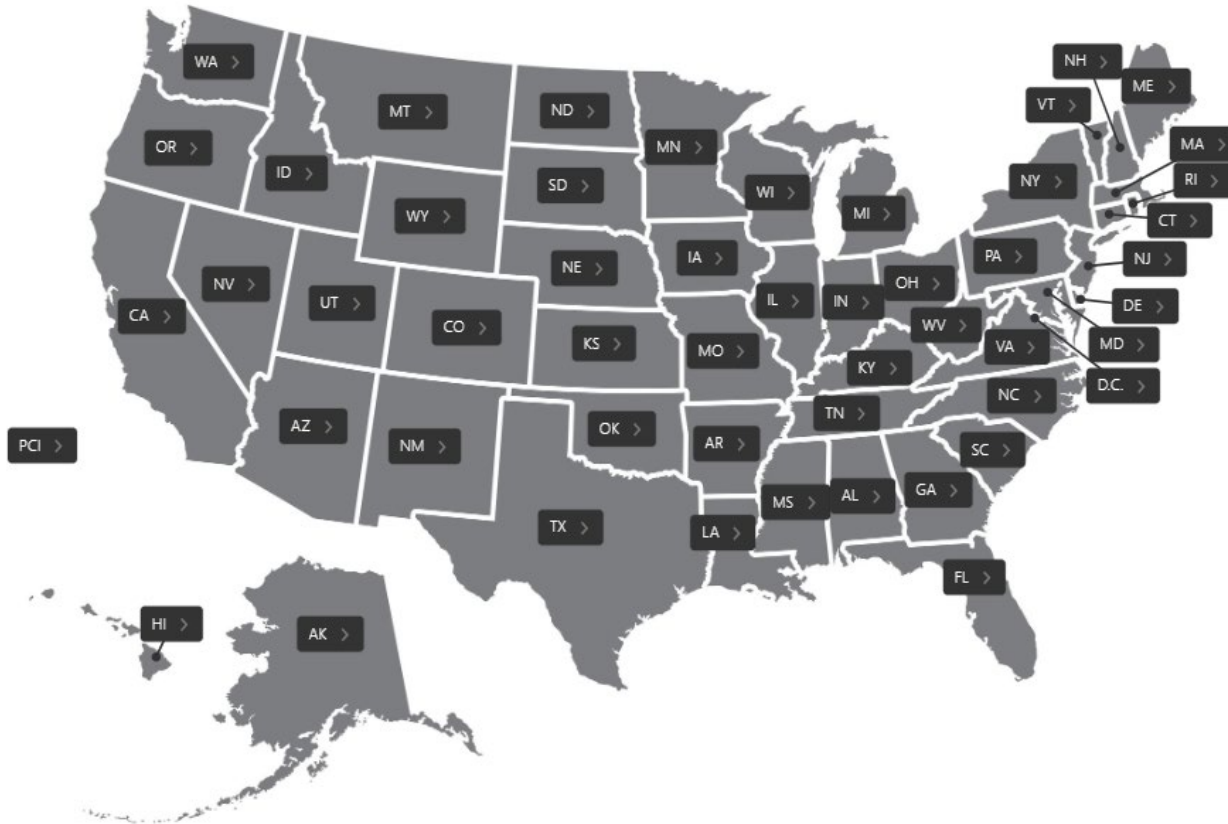 WA >
MT >
ND >
MN >
NH >
ME >
VT >
OR >
ID >
SD >
WI >
MI >
NY >
MA >
RI >
CT >
WY >
NE >
IA >
PA >
NJ >
NV >
UT >
CO >
KS >
MO >
IL >
IN >
OH >
WV >
VA >
DE >
MD >
D.C. >
CA >
KY >
AZ >
NM >
OK >
AR >
TN >
NC >
SC >
PCI >
TX >
LA >
MS >
AL >
GA >
FL >
HI >
AK >